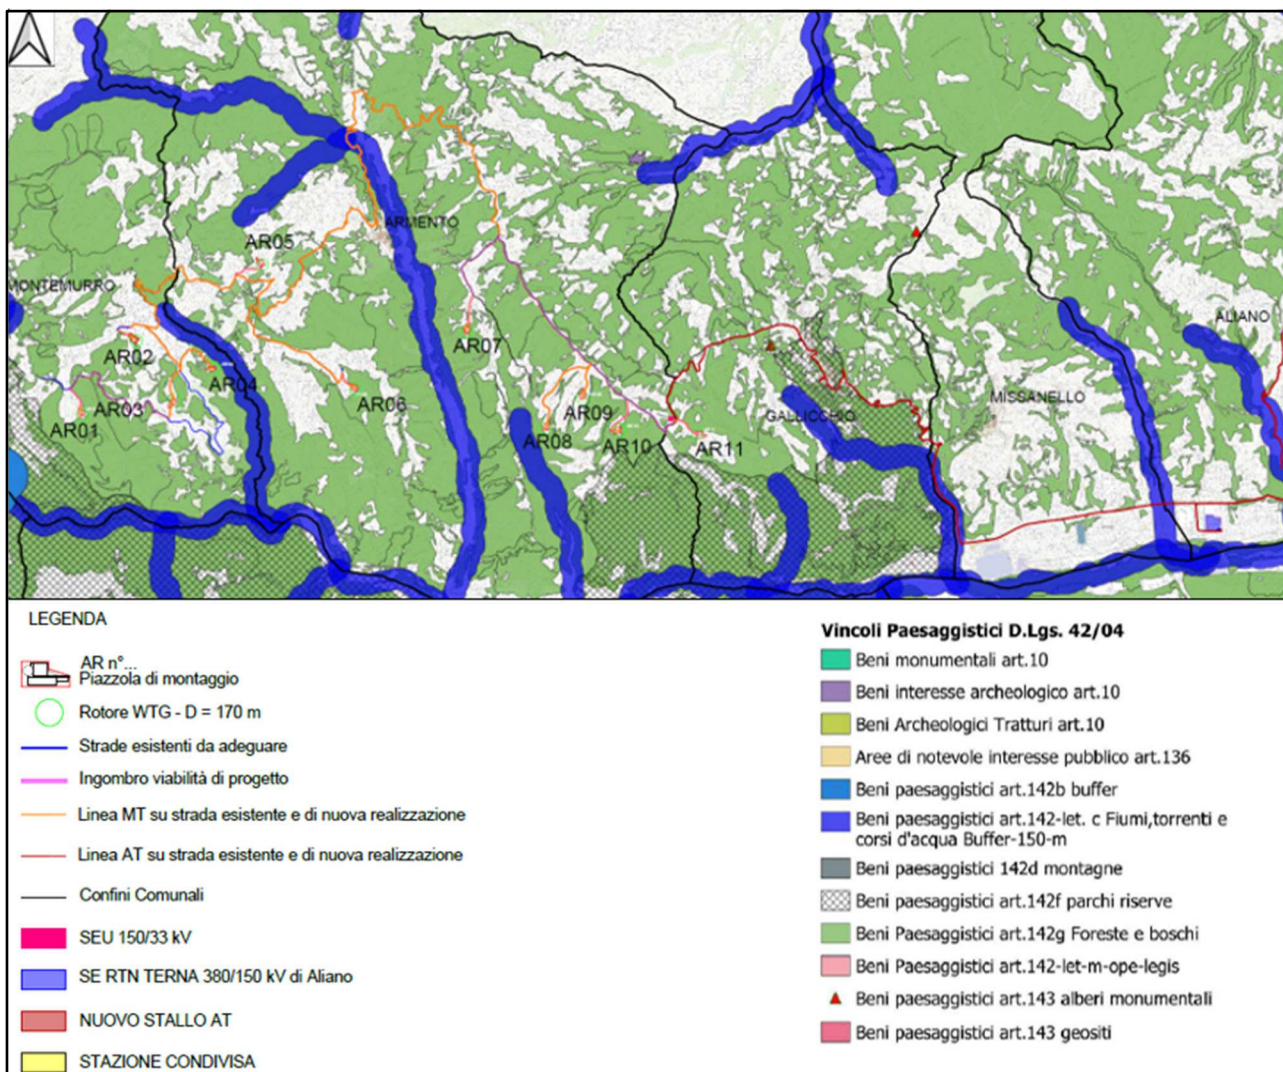 ARMENTO
AR05
MONTEMURRO
ALIANO
AR07
AR02
AR04
MISSANELLO
AR03
AR06
AR09
GALLICCHIO
AR01
AR08
AR10
AR11
LEGENDA
AR n°...
Piazzola di montaggio
Rotore WTG - D = 170 m
Strade esistenti da adeguare
Ingombro viabilità di progetto
Linea MT su strada esistente e di nuova realizzazione
Linea AT su strada esistente e di nuova realizzazione
Confini Comunali
SEU 150/33 kV
SE RTN TERNA 380/150 kV di Aliano
NUOVO STALLO AT
STAZIONE CONDIVISA
Vincoli Paesaggistici D.Lgs. 42/04
Beni monumentali art.10
Beni interesse archeologico art.10
Beni Archeologici Tratturi art.10
Aree di notevole interesse pubblico art.136
Beni paesaggistici art.142b buffer
Beni paesaggistici art.142-let. c Fiumi,torrenti e
corsi d'acqua Buffer-150-m
Beni paesaggistici 142d montagne
Beni paesaggistici art.142f parchi riserve
Beni Paesaggistici art.142g Foreste e boschi
Beni Paesaggistici art.142-let-m-ope-legis
Beni paesaggistici art.143 alberi monumentali
Beni paesaggistici art.143 geositi